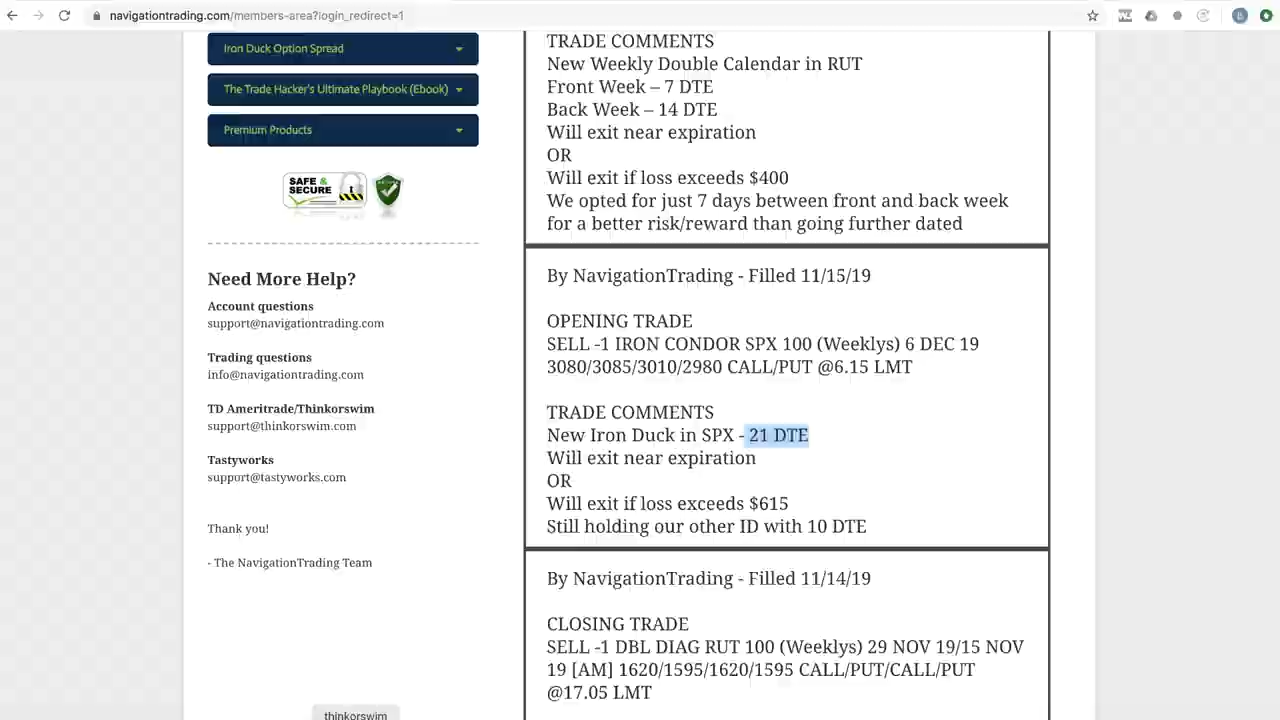 navigationtrading.com/members-area?login_redirect=1
Iron Duck Option Spread
The Trade Hacker's Ultimate Playbook (Ebook)
Premium Products
SAFE &
SECURE
Need More Help?
Account questions
support@navigationtrading.com
Trading questions
info@navigationtrading.com
TD Ameritrade/Thinkorswim
support@thinkorswim.com
Tastyworks
support@tastyworks.com
Thank you!
- The NavigationTrading Team
thinkorswim
TRADE COMMENTS
New Weekly Double Calendar in RUT
Front Week – 7 DTE
Back Week – 14 DTE
Will exit near expiration
OR
Will exit if loss exceeds $400
We opted for just 7 days between front and back week
for a better risk/reward than going further dated
By NavigationTrading - Filled 11/15/19
OPENING TRADE
SELL -1 IRON CONDOR SPX 100 (Weeklys) 6 DEC 19
3080/3085/3010/2980 CALL/PUT @6.15 LMT
TRADE COMMENTS
New Iron Duck in SPX - 21 DTE
Will exit near expiration
OR
Will exit if loss exceeds $615
Still holding our other ID with 10 DTE
By NavigationTrading - Filled 11/14/19
CLOSING TRADE
SELL -1 DBL DIAG RUT 100 (Weeklys) 29 NOV 19/15 NOV
19 [AM] 1620/1595/1620/1595 CALL/PUT/CALL/PUT
@17.05 LMT